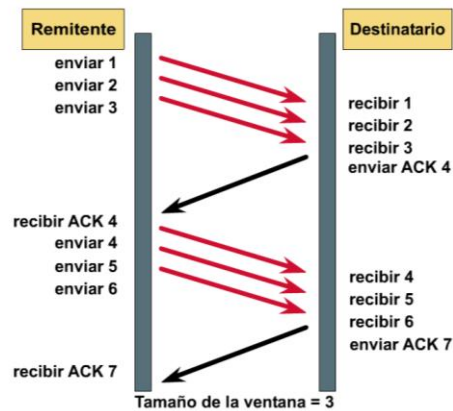 Remitente
Destinatario
enviar 1
enviar 2
enviar 3
recibir 1
recibir 2
recibir 3
enviar ACK 4
recibir ACK 4
enviar 4
enviar 5
enviar 6
recibir 4
recibir 5
recibir 6
enviar ACK 7
recibir ACK 7
Tamaño de la ventana = 3